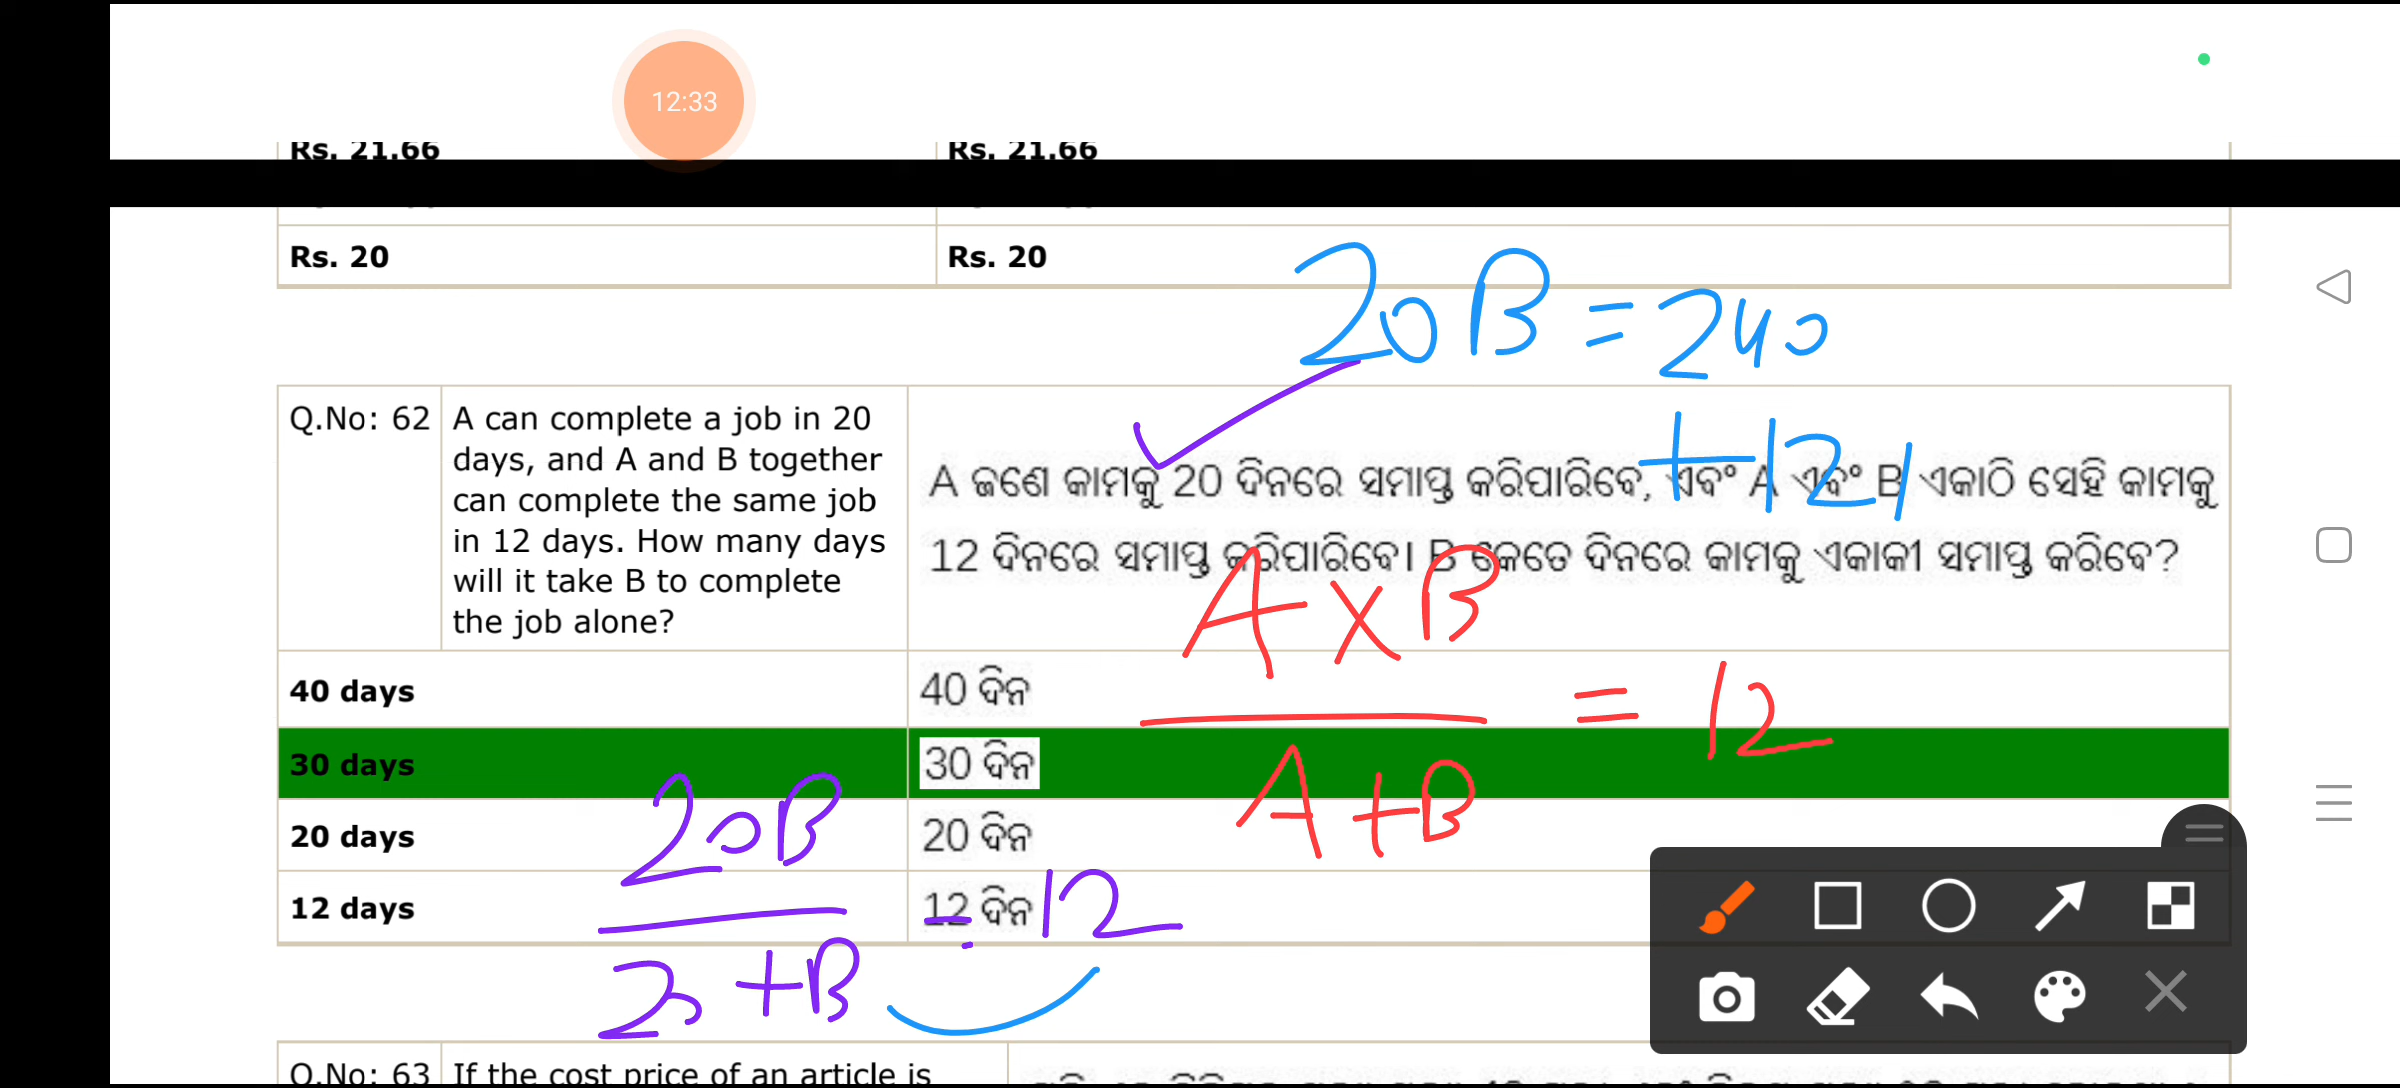 12:33
Rs. 21.66 Rs. 21.66
Rs. 20 Rs. 20
20B = 240
+12B
Q.No: 62
A can complete a job in 20
days, and A and B together
can complete the same job
in 12 days. How many days
will it take B to complete
the job alone?
A ଜଣେ କାମକୁ 20 ଦିନରେ ସମାପ୍ତ କରିପାରିବେ, ଏବଂ A ଏବଂ B ଏକାଠି ସେହି କାମକୁ
12 ଦିନରେ ସମାପ୍ତ କରିପାରିବେ। B କେତେ ଦିନରେ କାମକୁ ଏକାକୀ ସମାପ୍ତ କରିବେ?
A×B
= 12
A+B
40 days 40 ଦିନ
30 days 30 ଦିନ
20 days 20 ଦିନ
12 days 12 ଦିନ
20B
= 12
20+B
Q.No: 63 If the cost price of an article is